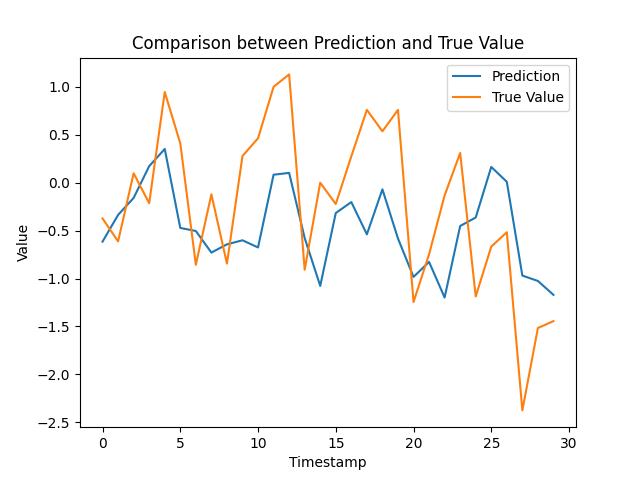 Comparison between Prediction and True Value
Prediction
True Value
1.0
0.5
0.0
−0.5
−1.0
−1.5
−2.0
−2.5
Value
0 5 10 15 20 25 30
Timestamp